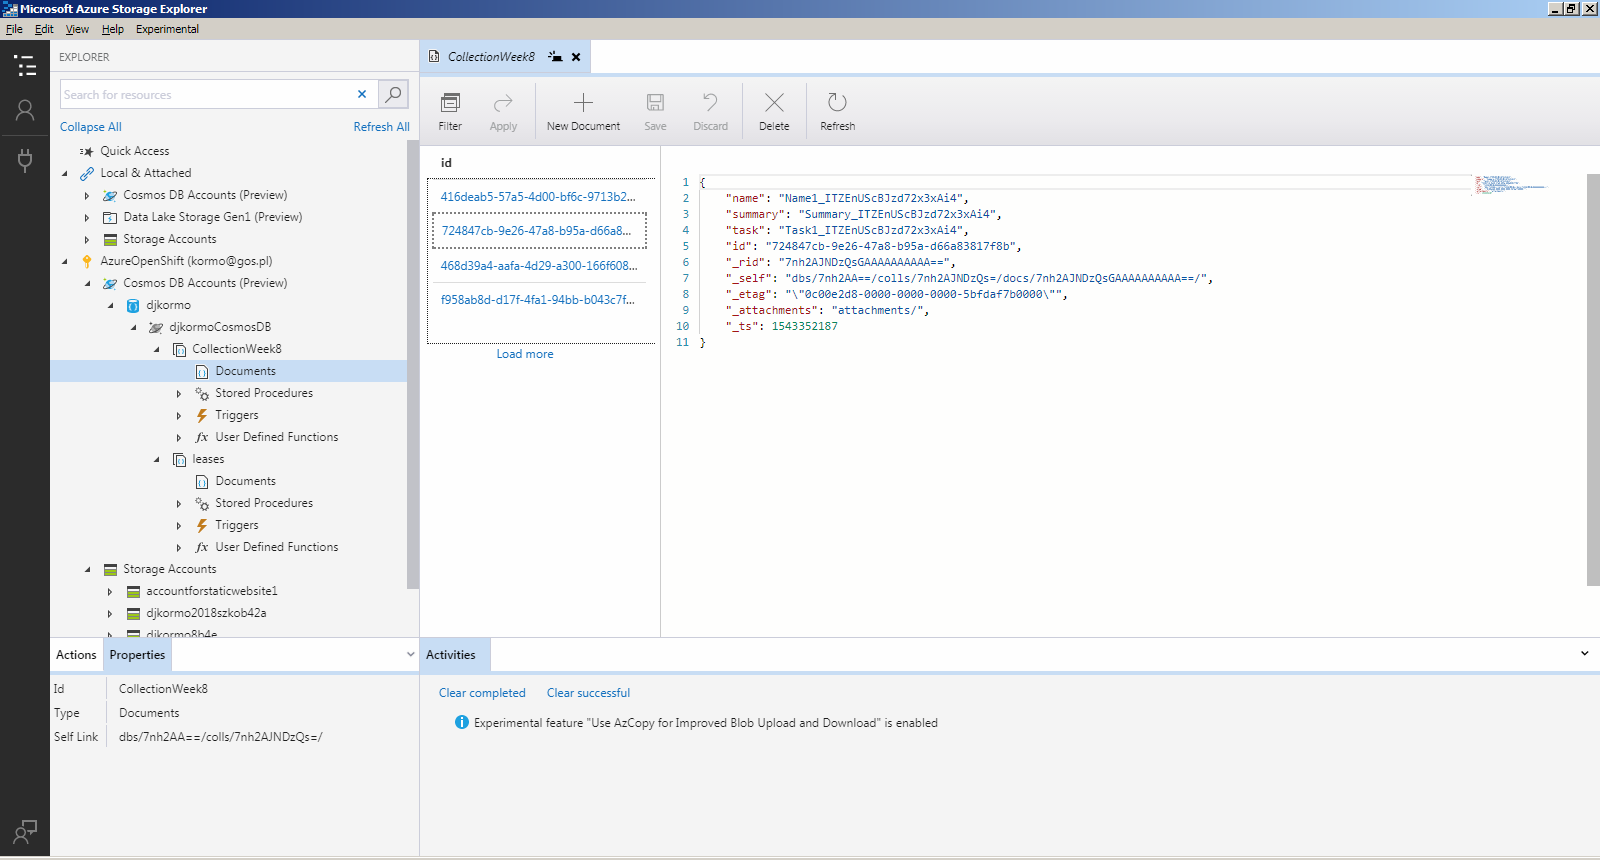 Microsoft Azure Storage Explorer
File Edit View Help Experimental
EXPLORER
Search for resources
Collapse All Refresh All
Quick Access
Local & Attached
Cosmos DB Accounts (Preview)
Data Lake Storage Gen1 (Preview)
Storage Accounts
AzureOpenShift (kormo@gos.pl)
Cosmos DB Accounts (Preview)
djkormo
djkormoCosmosDB
CollectionWeek8
Documents
Stored Procedures
Triggers
User Defined Functions
leases
Documents
Stored Procedures
Triggers
User Defined Functions
Storage Accounts
accountforstaticwebsite1
djkormo2018szkob42a
djkormo8b4e
Actions Properties
Id CollectionWeek8
Type Documents
Self Link dbs/7nh2AA==/colls/7nh2AJNDzQs=/
CollectionWeek8
Filter Apply New Document Save Discard Delete Refresh
id
416deab5-57a5-4d00-bf6c-9713b2...
724847cb-9e26-47a8-b95a-d66a8...
468d39a4-aafa-4d29-a300-166f608...
f958ab8d-d17f-4fa1-94bb-b043c7f...
Load more
1 {
2 "name": "Name1_ITZEnUScBJzd72x3xAi4",
3 "summary": "Summary_ITZEnUScBJzd72x3xAi4",
4 "task": "Task1_ITZEnUScBJzd72x3xAi4",
5 "id": "724847cb-9e26-47a8-b95a-d66a83817f8b",
6 "_rid": "7nh2AJNDzQsGAAAAAAAAAA==",
7 "_self": "dbs/7nh2AA==/colls/7nh2AJNDzQs=/docs/7nh2AJNDzQsGAAAAAAAAAA==/",
8 "_etag": "\"0c00e2d8-0000-0000-0000-5bfdaf7b0000\"",
9 "_attachments": "attachments/",
10 "_ts": 1543352187
11 }
Activities
Clear completed Clear successful
Experimental feature "Use AzCopy for Improved Blob Upload and Download" is enabled